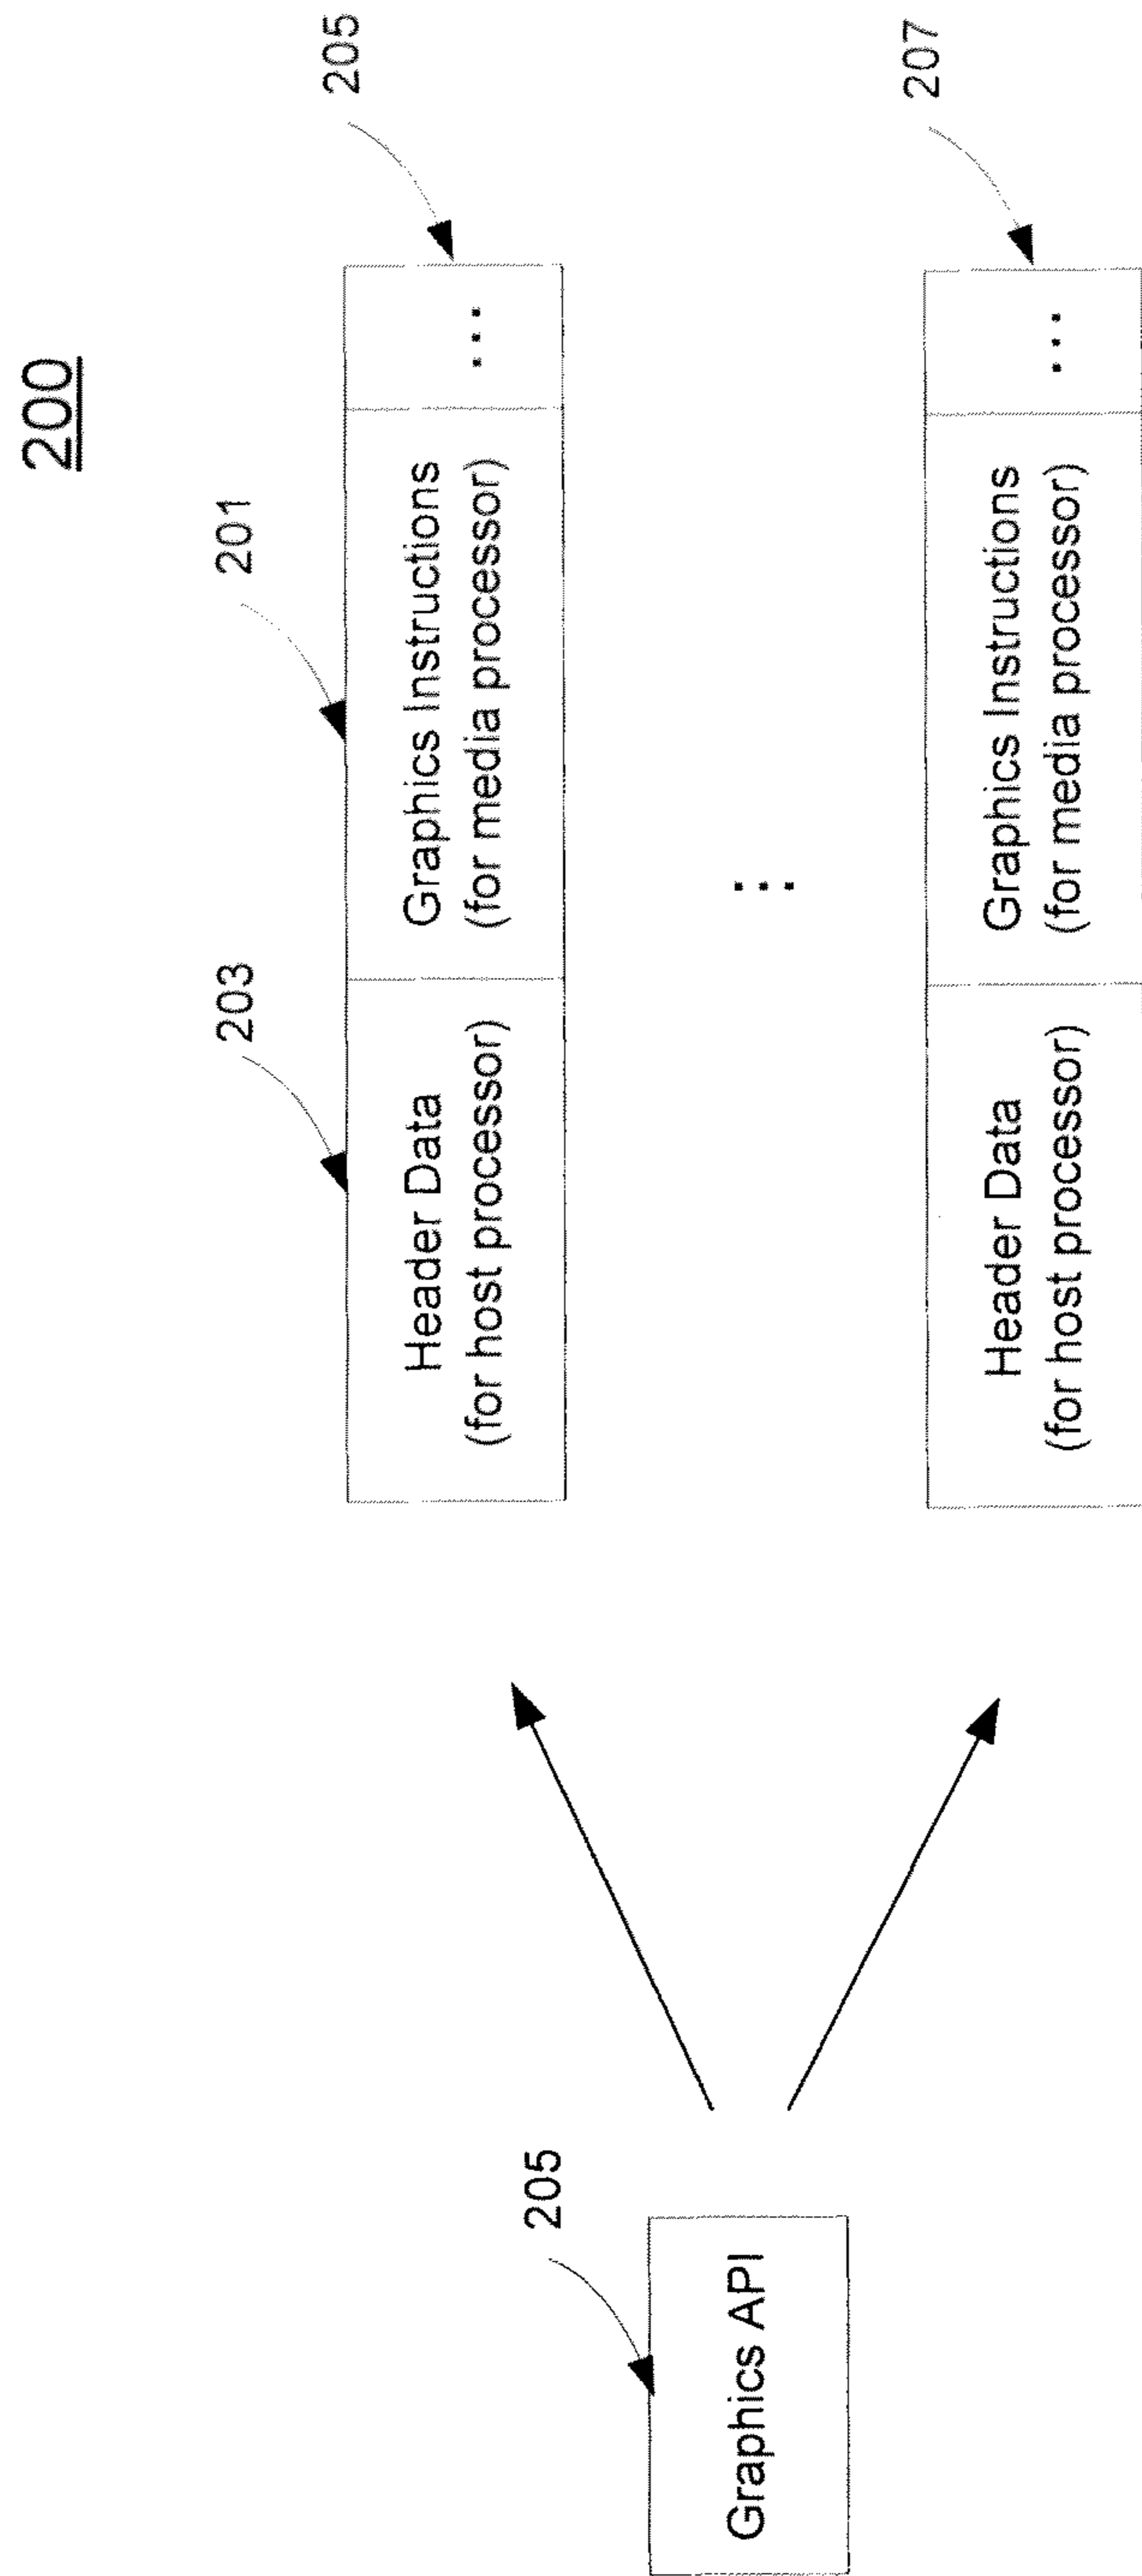 200
205
Graphics API
203
201
205
Header Data
(for host processor)
Graphics Instructions
(for media processor)
...
...
207
Header Data
(for host processor)
Graphics Instructions
(for media processor)
...